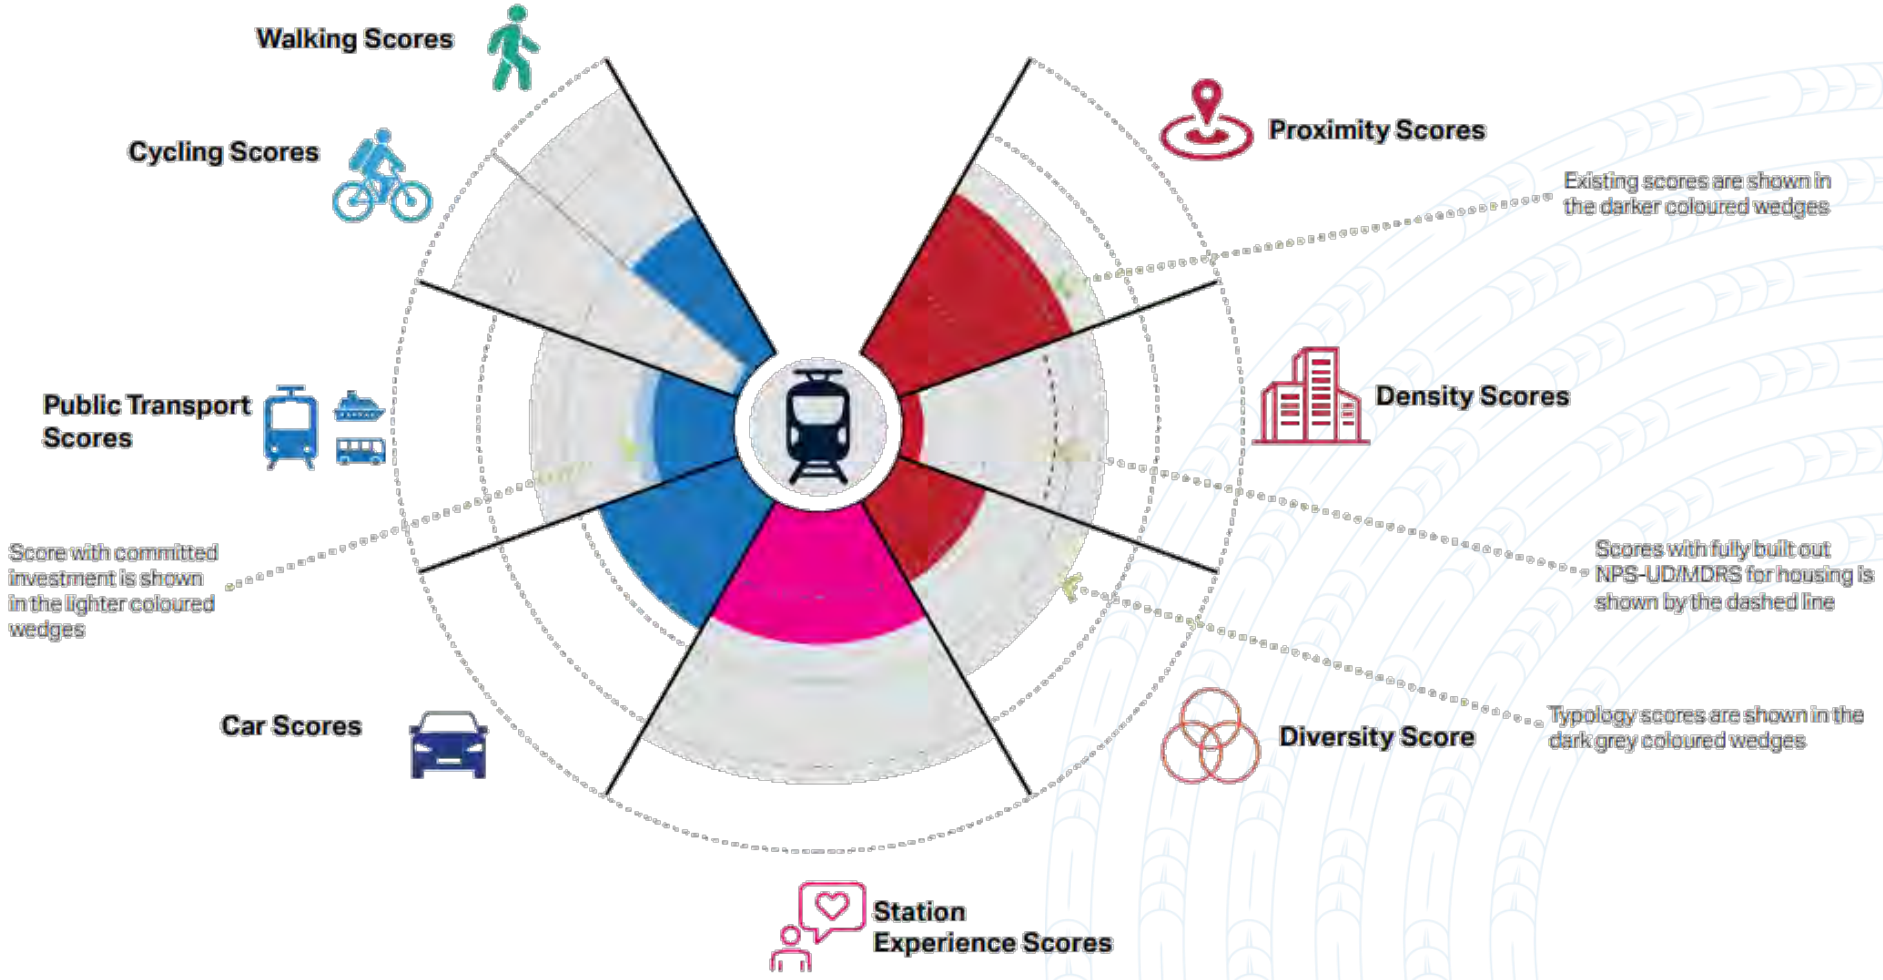 Walking Scores
Cycling Scores
Proximity Scores
Existing scores are shown in
the darker coloured wedges
Public Transport
Scores
Density Scores
Score with committed
investment is shown
in the lighter coloured
wedges
Scores with fully built out
NPS-UD/MDRS for housing is
shown by the dashed line
Car Scores
Diversity Score
Typology scores are shown in the
dark grey coloured wedges
Station
Experience Scores